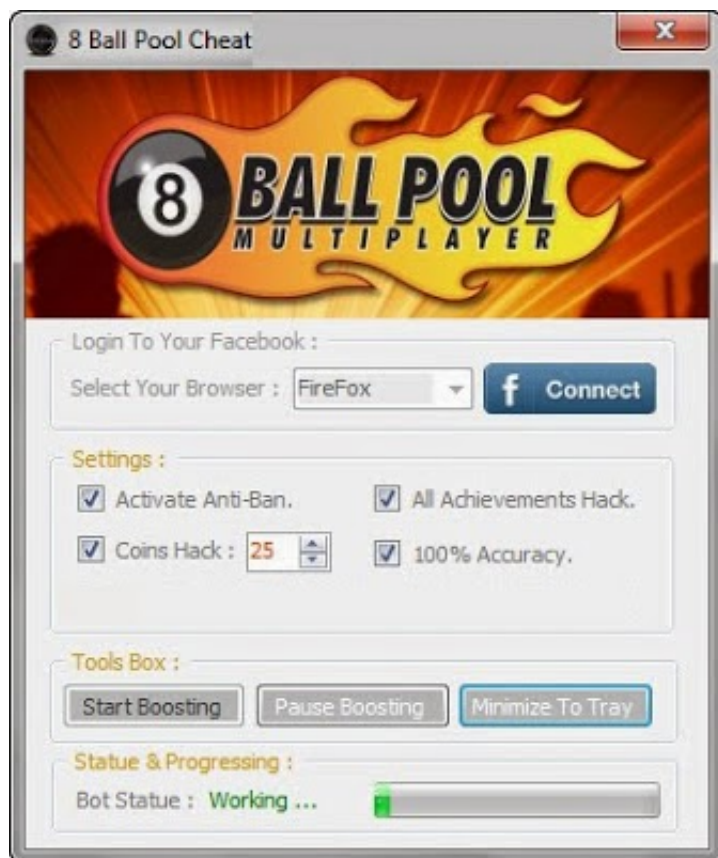 8 Ball Pool Cheat
x
8 BALL POOL
MULTIPLAYER
Login To Your Facebook :
Select Your Browser : FireFox f Connect
Settings :
Activate Anti-Ban. All Achievements Hack.
Coins Hack : 25 100% Accuracy.
Tools Box :
Start Boosting Pause Boosting Minimize To Tray
Statue & Progressing :
Bot Statue : Working ...